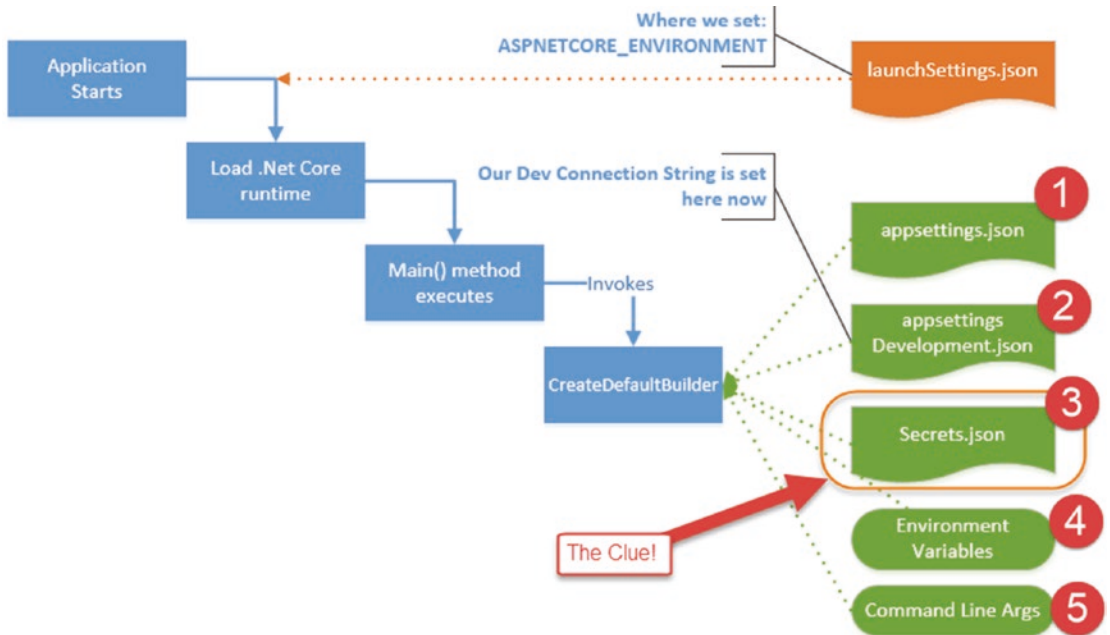 Where we set:
ASPNETCORE_ENVIRONMENT
Application
Starts
launchSettings.json
Load .Net Core
runtime
Our Dev Connection String is set
here now
1
appsettings.json
Main() method
executes
Invokes
2
appsettings
Development.json
CreateDefaultBuilder
3
Secrets.json
The Clue!
4
Environment
Variables
5
Command Line Args